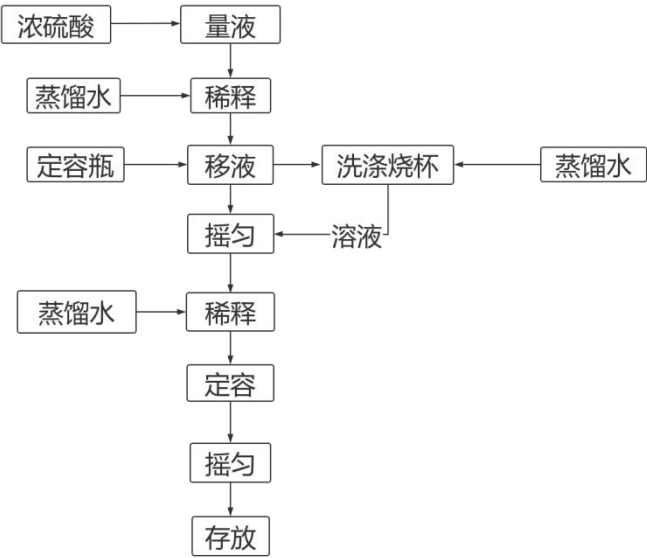 浓硫酸
量液
蒸馏水
稀释
定容瓶
移液
洗涤烧杯
蒸馏水
摇匀
溶液
蒸馏水
稀释
定容
摇匀
存放